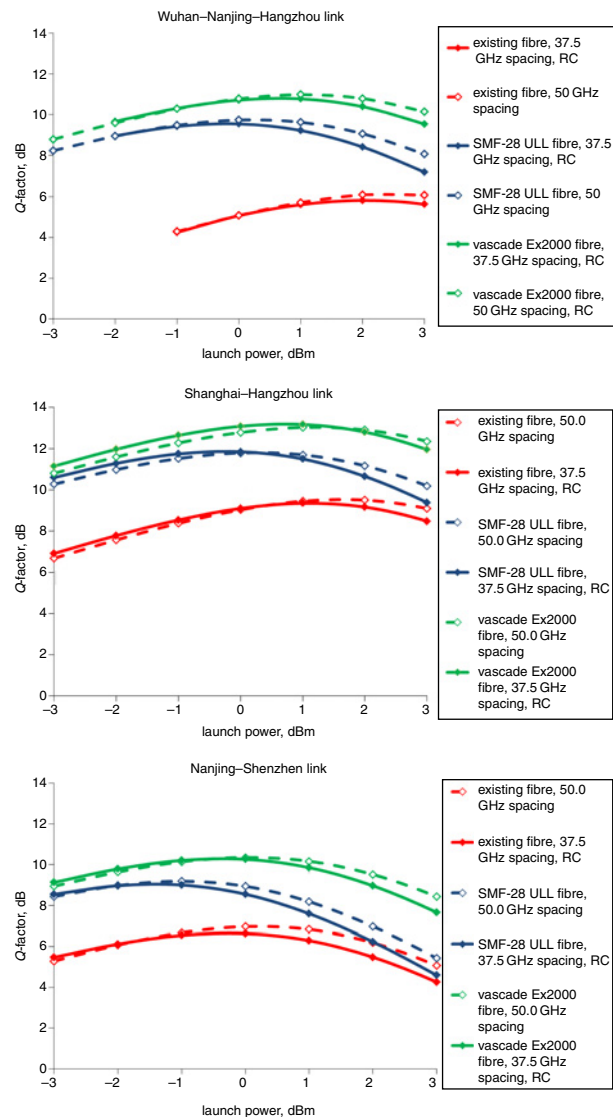 Wuhan–Nanjing–Hangzhou link
14
12
10
8
6
4
2
0
Q-factor, dB
–3
–2
–1
0
1
2
3
launch power, dBm
existing fibre, 37.5
GHz spacing, RC
existing fibre, 50 GHz
spacing
SMF-28 ULL fibre, 37.5
GHz spacing, RC
SMF-28 ULL fibre, 50
GHz spacing
vascade Ex2000 fibre,
37.5 GHz spacing, RC
vascade Ex2000 fibre,
50 GHz spacing, RC
Shanghai–Hangzhou link
14
12
10
8
6
4
2
0
Q-factor, dB
–3
–2
–1
0
1
2
3
launch power, dBm
existing fibre, 50.0
GHz spacing
existing fibre, 37.5
GHz spacing, RC
SMF-28 ULL fibre,
50.0 GHz spacing
SMF-28 ULL fibre,
37.5 GHz spacing, RC
vascade Ex2000
fibre, 50.0 GHz
spacing
vascade Ex2000
fibre, 37.5 GHz
spacing, RC
Nanjing–Shenzhen link
14
12
10
8
6
4
2
0
Q-factor, dB
–3
–2
–1
0
1
2
3
launch power, dBm
existing fibre, 50.0
GHz spacing
existing fibre, 37.5
GHz spacing, RC
SMF-28 ULL fibre,
50.0 GHz spacing
SMF-28 ULL fibre,
37.5 GHz spacing, RC
vascade Ex2000
fibre, 50.0 GHz
spacing
vascade Ex2000
fibre, 37.5 GHz
spacing, RC